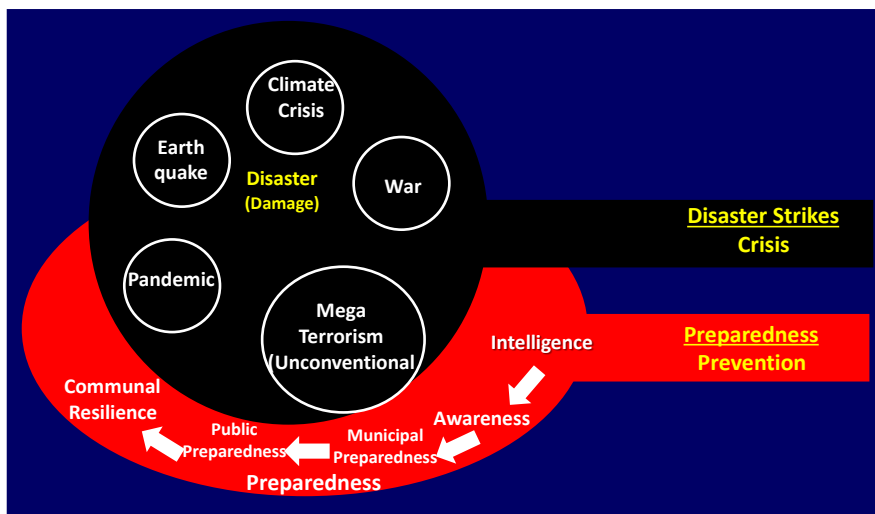 Climate
Crisis
Earth
quake
Disaster
(Damage)
War
Disaster Strikes
Crisis
Pandemic
Mega
Terrorism
(Unconventional
Intelligence
Preparedness
Prevention
Communal
Resilience
Awareness
Public
Preparedness
Municipal
Preparedness
Preparedness